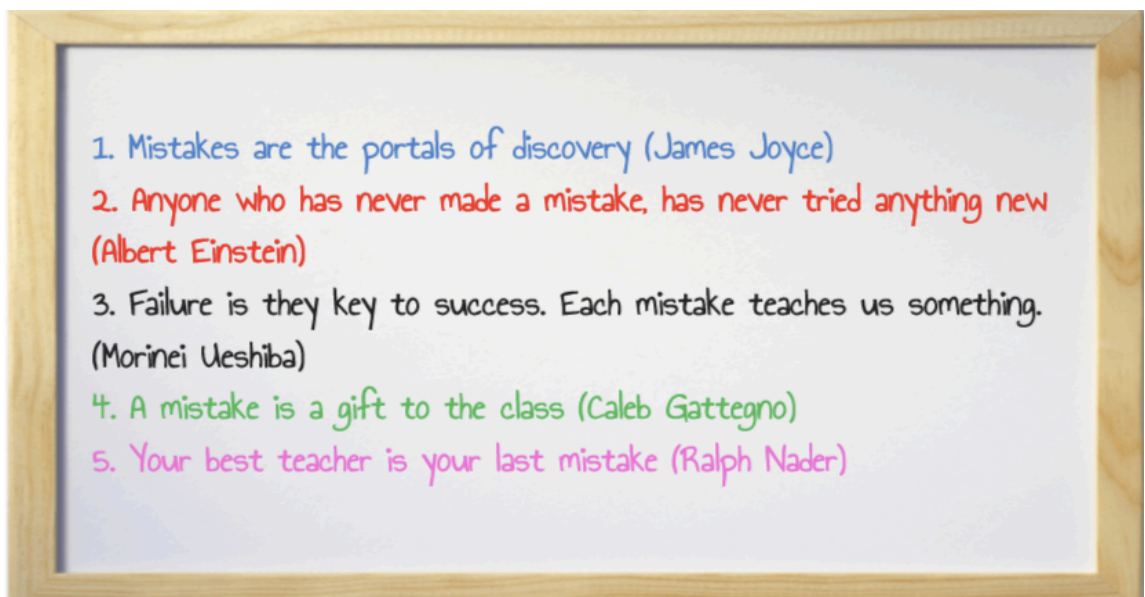 1. Mistakes are the portals of discovery (James Joyce)
2. Anyone who has never made a mistake, has never tried anything new
(Albert Einstein)
3. Failure is they key to success. Each mistake teaches us something.
(Morinei Ueshiba)
4. A mistake is a gift to the class (Caleb Gattegno)
5. Your best teacher is your last mistake (Ralph Nader)